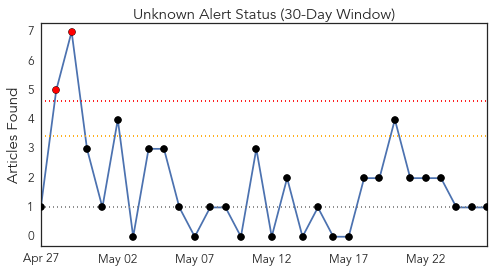 Unknown Alert Status (30-Day Window)
Articles Found
7
6
5
4
3
2
1
0
Apr 27
May 02
May 07
May 12
May 17
May 22